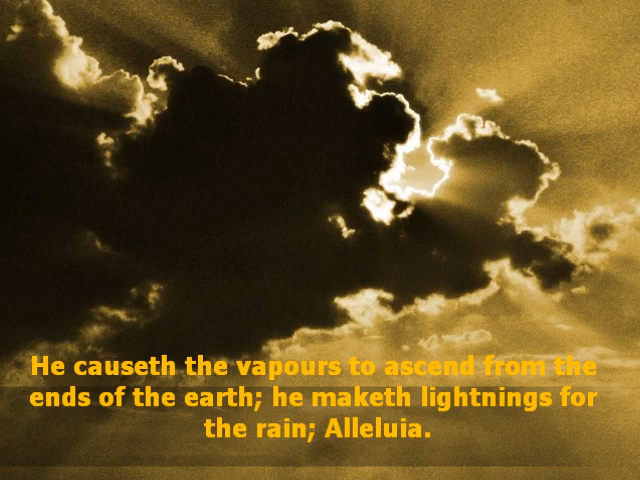 He causeth the vapours to ascend from the
ends of the earth; he maketh lightnings for
the rain; Alleluia.